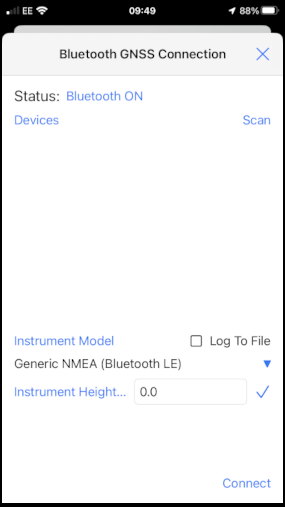 EE 09:49 88%
Bluetooth GNSS Connection
Status: Bluetooth ON
Devices Scan
Instrument Model Log To File
Generic NMEA (Bluetooth LE)
Instrument Height... 0.0
Connect